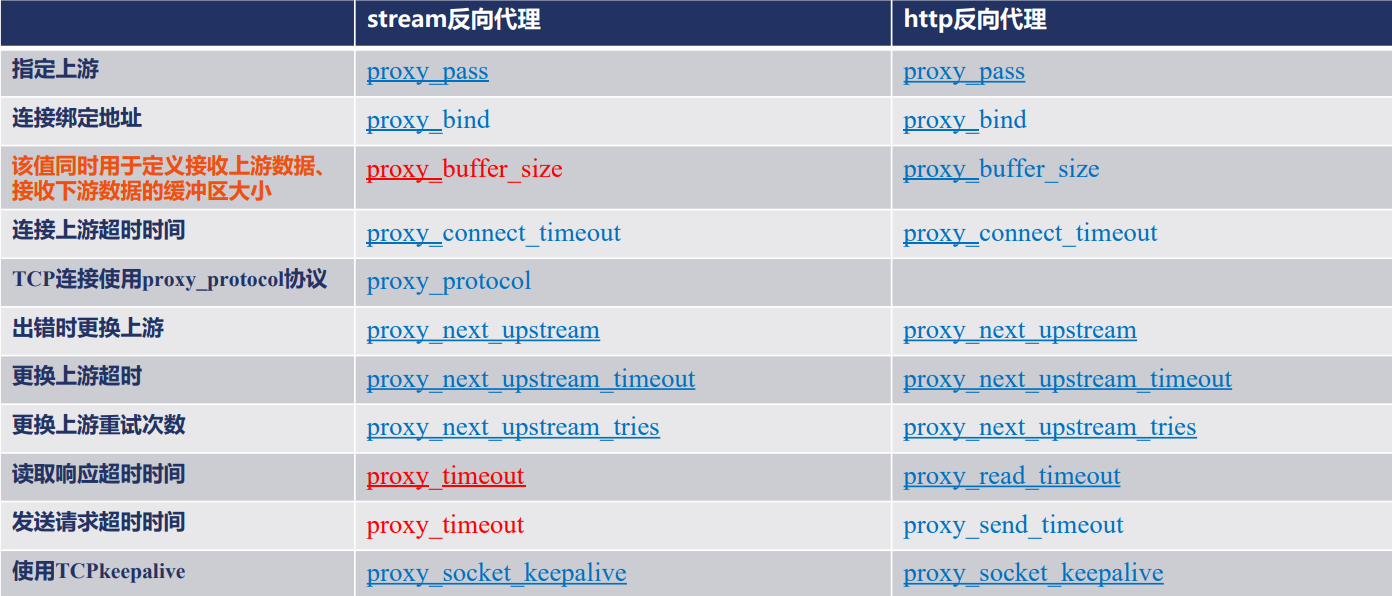 stream反向代理 http反向代理
指定上游 proxy_pass proxy_pass
连接绑定地址 proxy_bind proxy_bind
该值同时用于定义接收上游数据、
接收下游数据的缓冲区大小 proxy_buffer_size proxy_buffer_size
连接上游超时时间 proxy_connect_timeout proxy_connect_timeout
TCP连接使用proxy_protocol协议 proxy_protocol
出错时更换上游 proxy_next_upstream proxy_next_upstream
更换上游超时 proxy_next_upstream_timeout proxy_next_upstream_timeout
更换上游重试次数 proxy_next_upstream_tries proxy_next_upstream_tries
读取响应超时时间 proxy_timeout proxy_read_timeout
发送请求超时时间 proxy_timeout proxy_send_timeout
使用TCPkeepalive proxy_socket_keepalive proxy_socket_keepalive